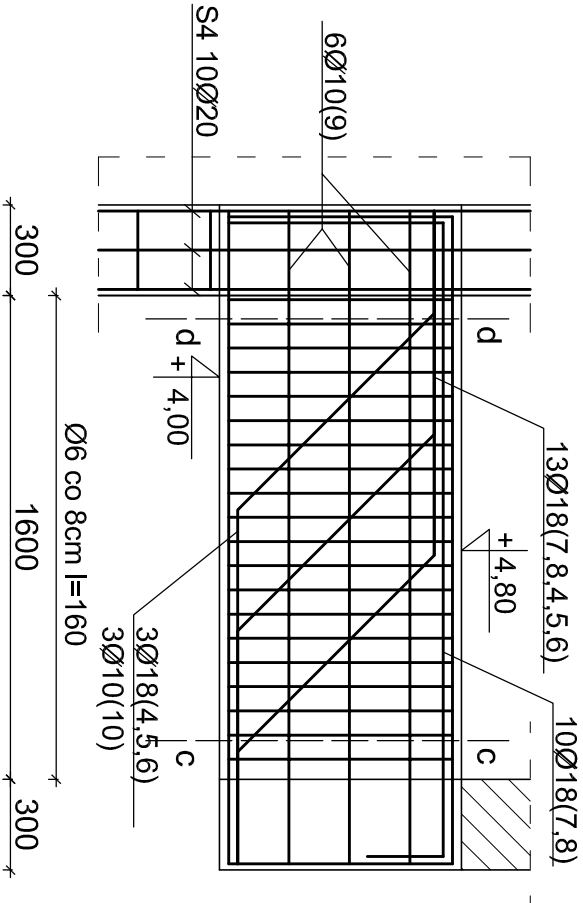 S4 10Ø20
6Ø10(9)
13Ø18(7,8,4,5,6)
10Ø18(7,8)
d
d
+ 4,00
+ 4,80
c
c
3Ø18(4,5,6)
3Ø10(10)
Ø6 co 8cm l=160
300
1600
300